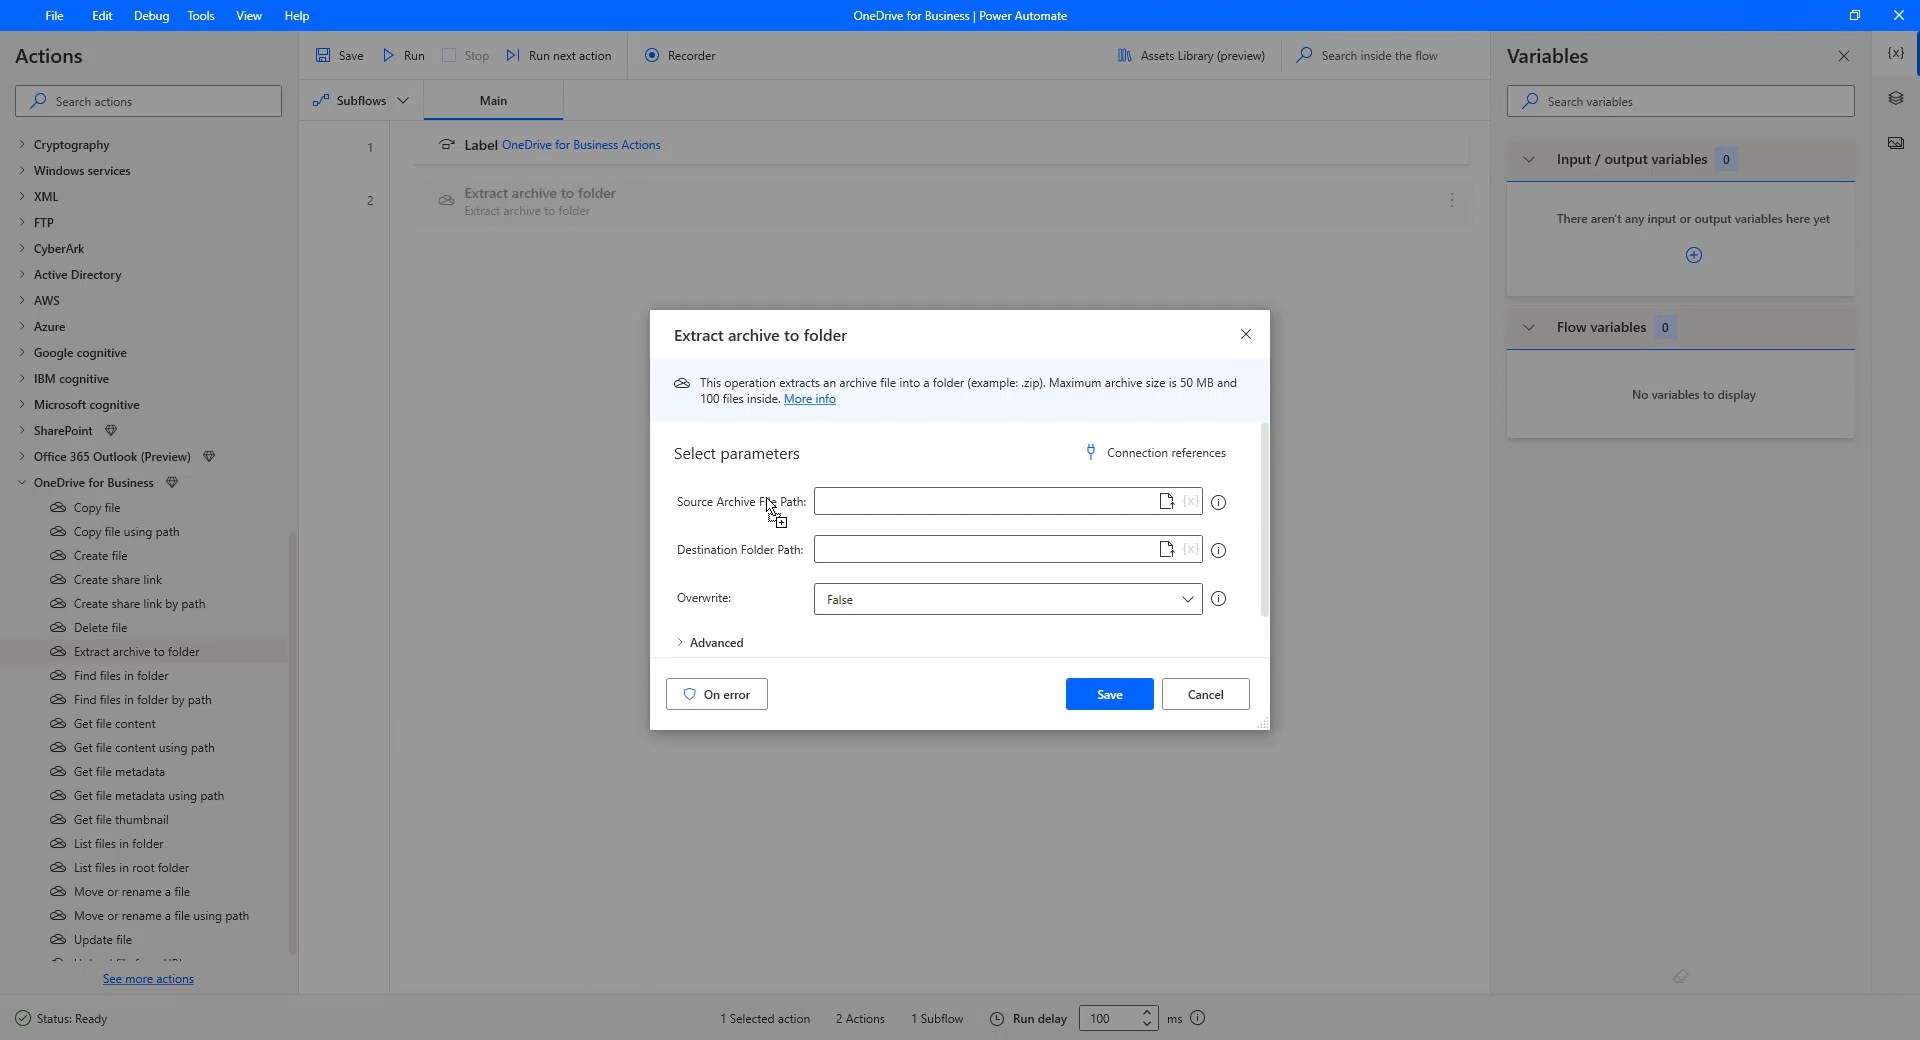 File Edit Debug Tools View Help
OneDrive for Business | Power Automate
Actions
Search actions
Cryptography
Windows services
XML
FTP
CyberArk
Active Directory
AWS
Azure
Google cognitive
IBM cognitive
Microsoft cognitive
SharePoint
Office 365 Outlook (Preview)
OneDrive for Business
Copy file
Copy file using path
Create file
Create share link
Create share link by path
Delete file
Extract archive to folder
Find files in folder
Find files in folder by path
Get file content
Get file content using path
Get file metadata
Get file metadata using path
Get file thumbnail
List files in folder
List files in root folder
Move or rename a file
Move or rename a file using path
Update file
See more actions
Save Run Stop Run next action Recorder
Assets Library (preview) Search inside the flow
Subflows Main
1 Label OneDrive for Business Actions
2 Extract archive to folder
Extract archive to folder
Extract archive to folder
This operation extracts an archive file into a folder (example: .zip). Maximum archive size is 50 MB and
100 files inside. More info
Select parameters Connection references
Source Archive File Path: {x}
Destination Folder Path: {x}
Overwrite: False
Advanced
On error Save Cancel
Variables {x}
Search variables
Input / output variables 0
There aren't any input or output variables here yet
Flow variables 0
No variables to display
Status: Ready 1 Selected action 2 Actions 1 Subflow Run delay 100 ms